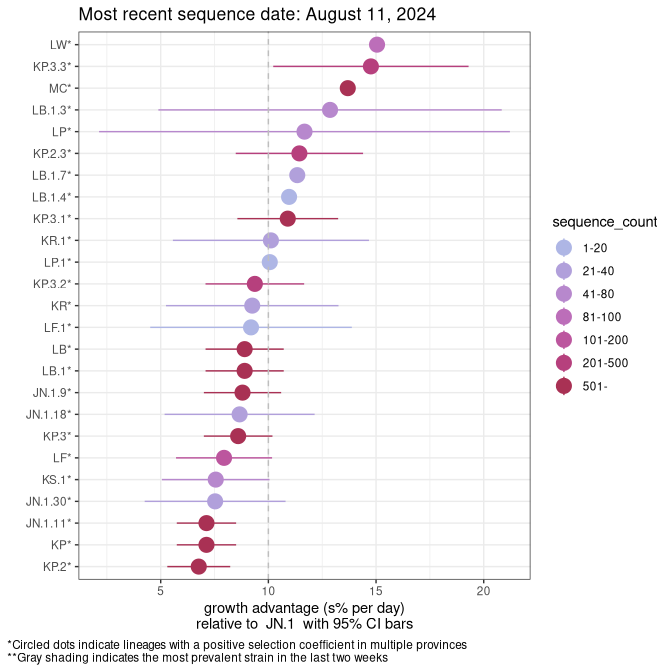 Most recent sequence date: August 11, 2024
LW*
KP.3.3*
MC*
LB.1.3*
LP*
KP.2.3*
LB.1.7*
LB.1.4*
KP.3.1*
KR.1*
LP.1*
KP.3.2*
KR*
LF.1*
LB*
LB.1*
JN.1.9*
JN.1.18*
KP.3*
LF*
KS.1*
JN.1.30*
JN.1.11*
KP*
KP.2*
5 10 15 20
growth advantage (s% per day)
relative to JN.1 with 95% CI bars
sequence_count
1-20
21-40
41-80
81-100
101-200
201-500
501-
*Circled dots indicate lineages with a positive selection coefficient in multiple provinces
**Gray shading indicates the most prevalent strain in the last two weeks